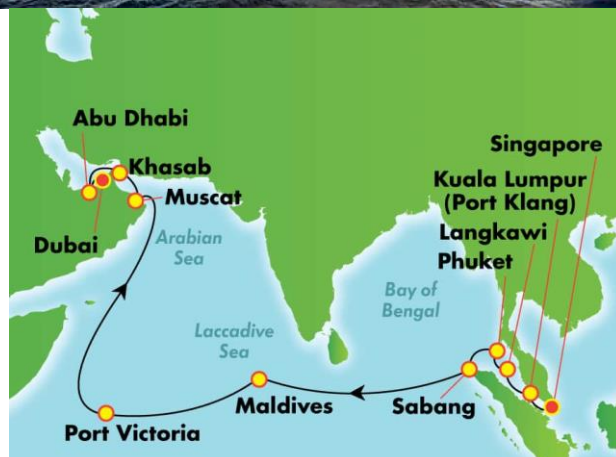 Abu Dhabi
Khasab
Muscat
Dubai
Arabian
Sea
Singapore
Kuala Lumpur
(Port Klang)
Langkawi
Phuket
Bay of
Bengal
Laccadive
Sea
Maldives
Sabang
Port Victoria